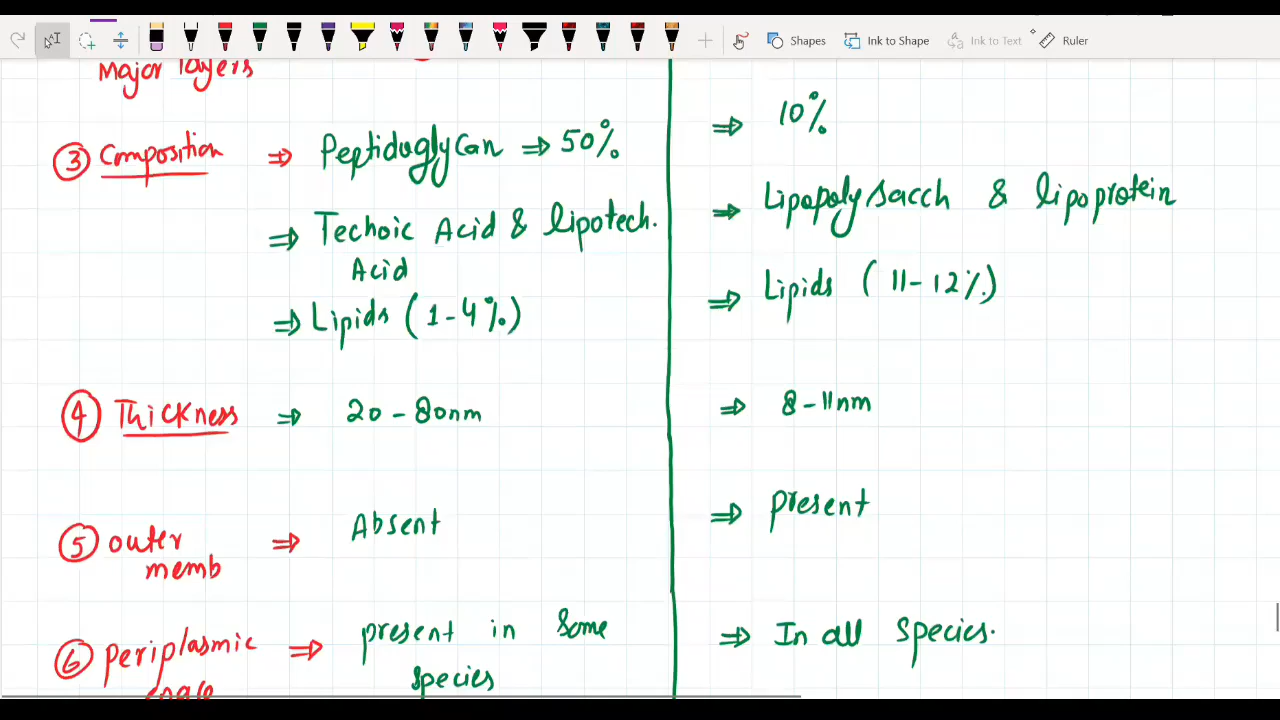 Shapes Ink to Shape Ink to Text Ruler
Major layers
③ Composition ⇒ Peptidoglycan ⇒ 50% ⇒ 10%
⇒ Techoic Acid & lipotech. ⇒ Lipopolysacch & lipoprotein
Acid
⇒ Lipids (1-4%) ⇒ Lipids (11-12%)
④ Thickness ⇒ 20-80nm ⇒ 8-11nm
⑤ outer ⇒ Absent ⇒ present
memb
⑥ periplasmic ⇒ present in some ⇒ In all species.
species